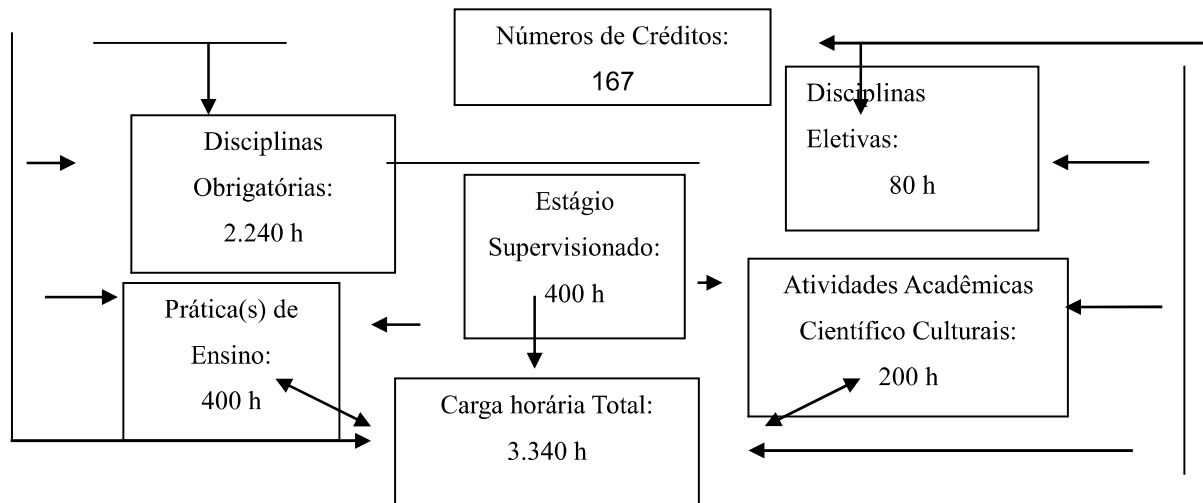 Números de Créditos:
167
Disciplinas
Obrigatórias:
2.240 h
Disciplinas
Eletivas:
80 h
Estágio
Supervisionado:
400 h
Prática(s) de
Ensino:
400 h
Atividades Acadêmicas
Científico Culturais:
200 h
Carga horária Total:
3.340 h